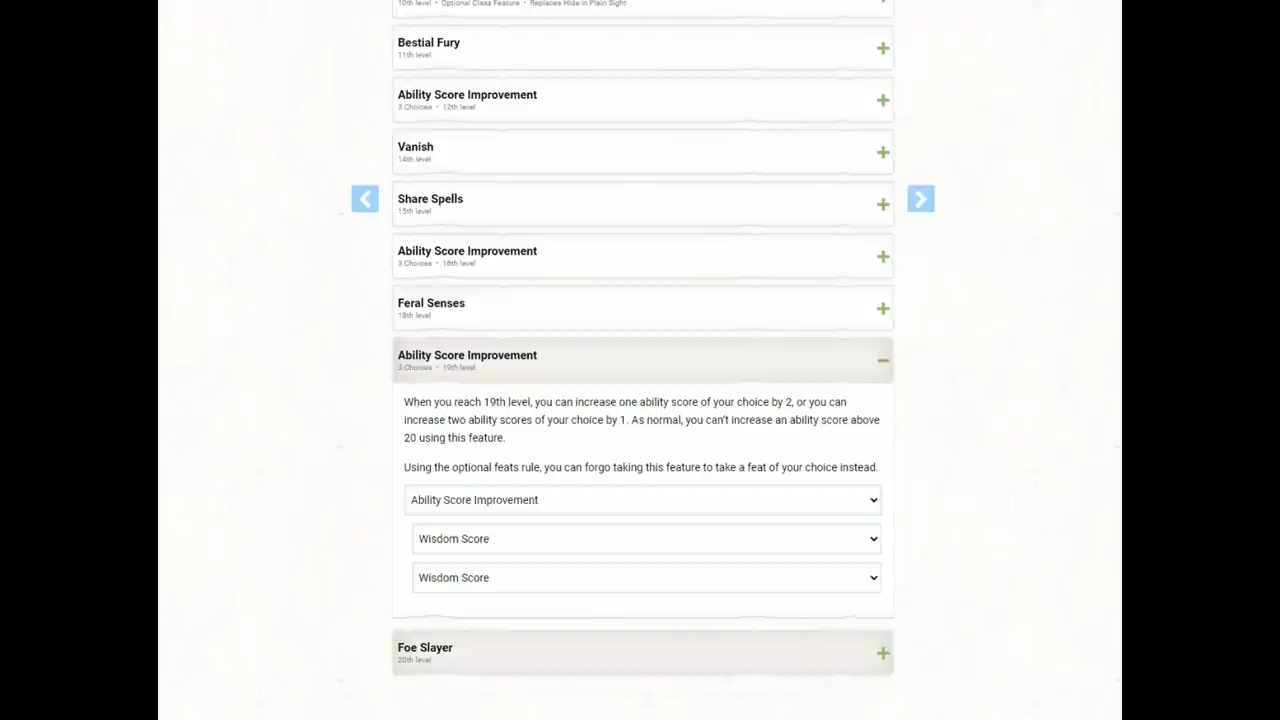 10th level • Optional Class Feature • Replaces Hide in Plain Sight
Bestial Fury
11th level
Ability Score Improvement
3 Choices • 12th level
Vanish
14th level
Share Spells
15th level
Ability Score Improvement
3 Choices • 16th level
Feral Senses
18th level
Ability Score Improvement
3 Choices • 19th level
When you reach 19th level, you can increase one ability score of your choice by 2, or you can
increase two ability scores of your choice by 1. As normal, you can't increase an ability score above
20 using this feature.
Using the optional feats rule, you can forgo taking this feature to take a feat of your choice instead.
Ability Score Improvement
Wisdom Score
Wisdom Score
Foe Slayer
20th level